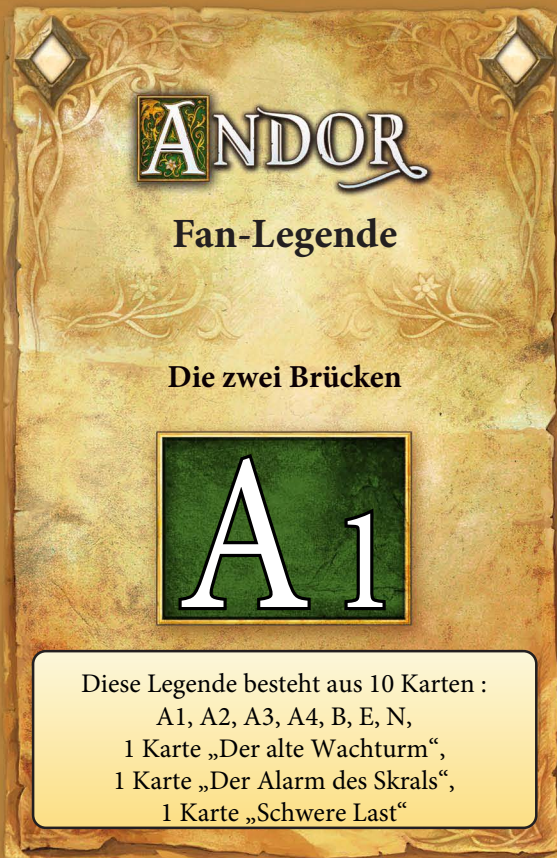 ANDOR
Fan-Legende
Die zwei Brücken
A 1
Diese Legende besteht aus 10 Karten :
A1, A2, A3, A4, B, E, N,
1 Karte „Der alte Wachturm“,
1 Karte „Der Alarm des Skrals“,
1 Karte „Schwere Last“